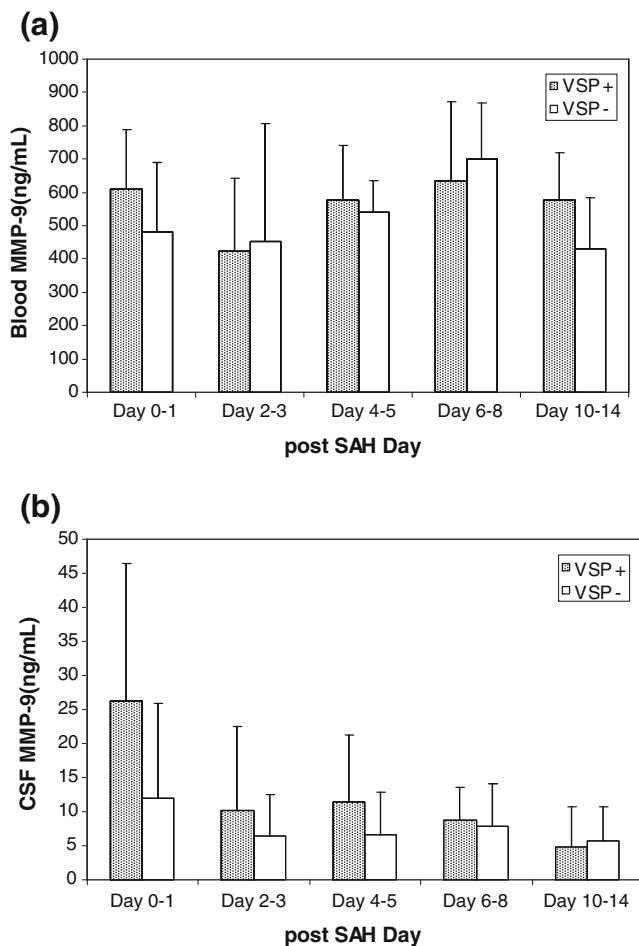 (a)
1000
900
800
700
600
500
400
300
200
100
0
Blood MMP-9(ng/mL)
VSP+
VSP-
Day 0-1 Day 2-3 Day 4-5 Day 6-8 Day 10-14
post SAH Day
(b)
50
45
40
35
30
25
20
15
10
5
0
CSF MMP-9(ng/mL)
VSP+
VSP-
Day 0-1 Day 2-3 Day 4-5 Day 6-8 Day 10-14
post SAH Day